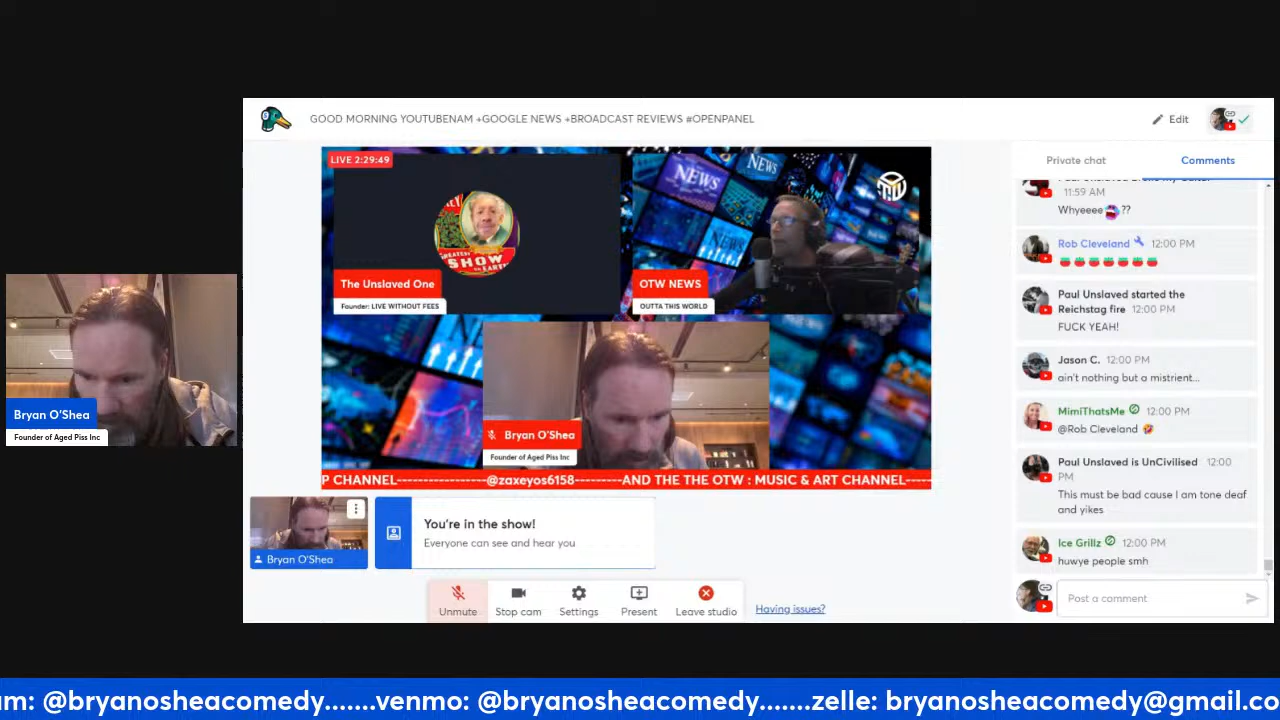 GOOD MORNING YOUTUBENAM +GOOGLE NEWS +BROADCAST REVIEWS #OPENPANEL
Edit
LIVE 2:29:49
NEWS
NEWS
SHOW
The Unslaved One
Founder: LIVE WITHOUT FEES
OTW NEWS
OUTTA THIS WORLD
Bryan O'Shea
Founder of Aged Piss Inc
P CHANNEL-----------------@zaxeyos6158---------AND THE THE OTW : MUSIC & ART CHANNEL-----
Bryan O'Shea
Founder of Aged Piss Inc
Bryan O'Shea
You're in the show!
Everyone can see and hear you
Unmute
Stop cam
Settings
Present
Leave studio
Having issues?
Private chat
Comments
11:59 AM
Whyeeee ??
Rob Cleveland 12:00 PM
🍅🍅🍅🍅🍅🍅🍅
Paul Unslaved started the
Reichstag fire 12:00 PM
FUCK YEAH!
Jason C. 12:00 PM
ain't nothing but a mistrient...
MimiThatsMe 12:00 PM
@Rob Cleveland 🤣
Paul Unslaved is UnCivilised 12:00
PM
This must be bad cause I am tone deaf
and yikes
Ice Grillz 12:00 PM
huwye people smh
Post a comment
am: @bryanosheacomedy.......venmo: @bryanosheacomedy.......zelle: bryanosheacomedy@gmail.co